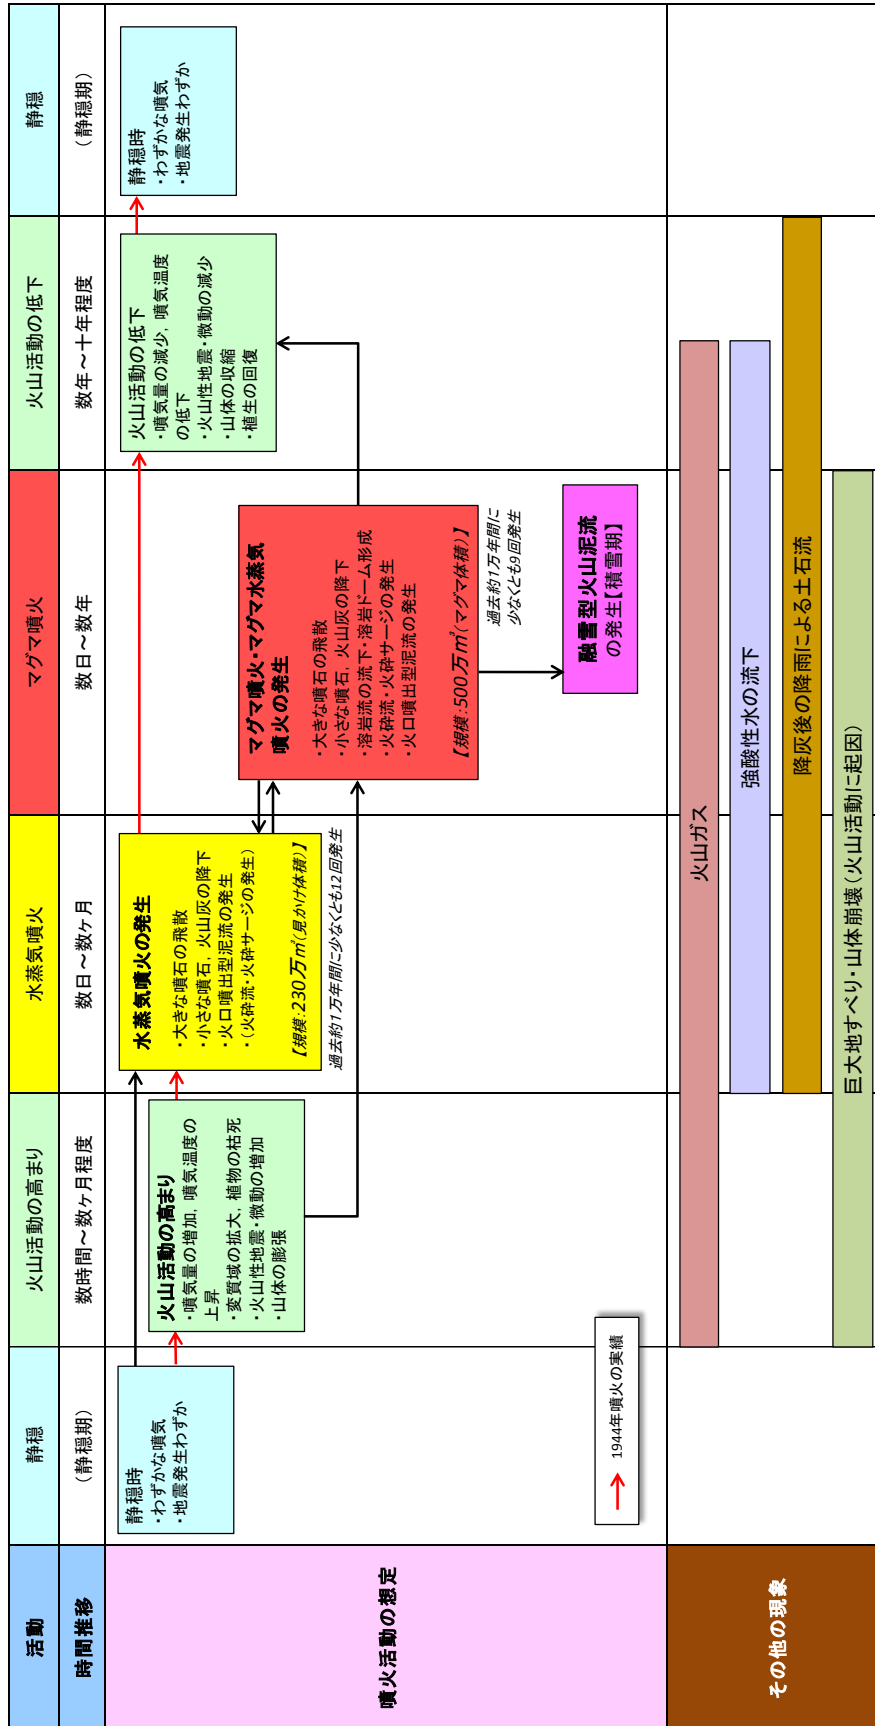 活動
静穏
火山活動の高まり
水蒸気噴火
マグマ噴火
火山活動の低下
静穏
時間推移
(静穏期)
数時間～数ヶ月程度
数日～数ヶ月
数日～数年
数年～十年程度
(静穏期)
噴火活動の想定
静穏時
・わずかな噴気
・地震発生わずか
火山活動の高まり
・噴気量の増加，噴気温度の
上昇
・変質域の拡大，植物の枯死
・火山性地震・微動の増加
・山体の膨張
水蒸気噴火の発生
・大きな噴石の飛散
・小さな噴石，火山灰の降下
・火口噴出型泥流の発生
・（火砕流・火砕サージの発生）
【規模：230万㎥（見かけ体積）】
過去約1万年間に少なくとも12回発生
マグマ噴火・マグマ水蒸気
噴火の発生
・大きな噴石の飛散
・小さな噴石，火山灰の降下
・溶岩流の流下・溶岩ドーム形成
・火砕流・火砕サージの発生
・火口噴出型泥流の発生
【規模：500万㎥（マグマ体積）】
過去約1万年間に
少なくとも9回発生
融雪型火山泥流
の発生【積雪期】
火山活動の低下
・噴気量の減少，噴気温度
の低下
・火山性地震・微動の減少
・山体の収縮
・植生の回復
静穏時
・わずかな噴気
・地震発生わずか
1944年噴火の実績
その他の現象
火山ガス
強酸性水の流下
降灰後の降雨による土石流
巨大地すべり・山体崩壊（火山活動に起因）